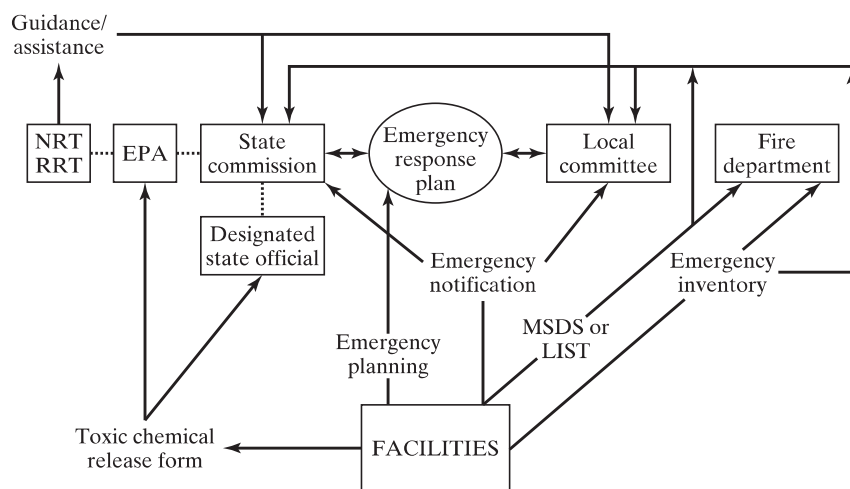 Guidance/
assistance
NRT
RRT
EPA
State
commission
Emergency
response
plan
Local
committee
Fire
department
Designated
state official
Emergency
notification
Emergency
inventory
MSDS or
LIST
Emergency
planning
Toxic chemical
release form
FACILITIES